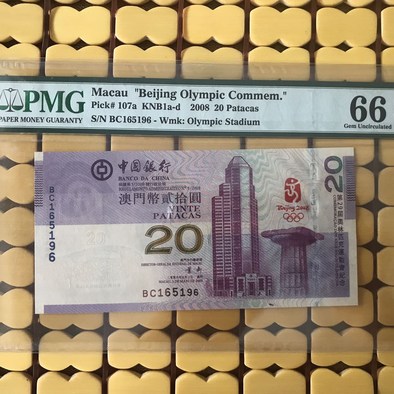 PMG
PAPER MONEY GUARANTY
Macau "Beijing Olympic Commem."
Pick# 107a KNB1a-d 2008 20 Patacas
S/N BC165196 - Wmk: Olympic Stadium
66
Gem Uncirculated
中國銀行
BANCO DA CHINA
澳門幣貳拾圓
VINTE
PATACAS
20
BC165196
BC165196
Beijing 2008
20